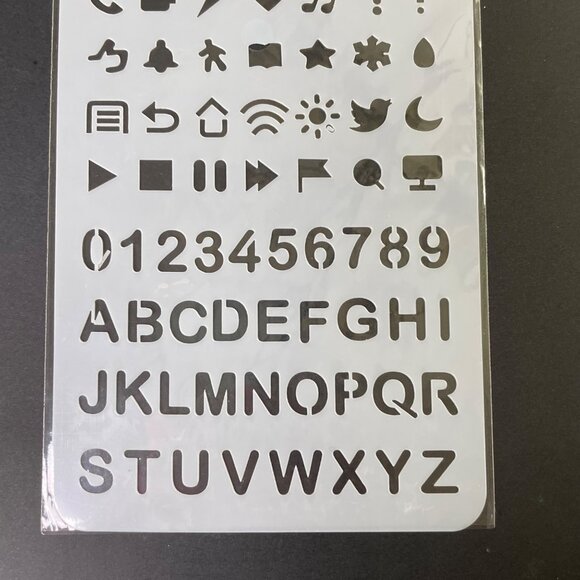 0123456789
ABCDEFGHI
JKLMNOPQR
STUVWXYZ